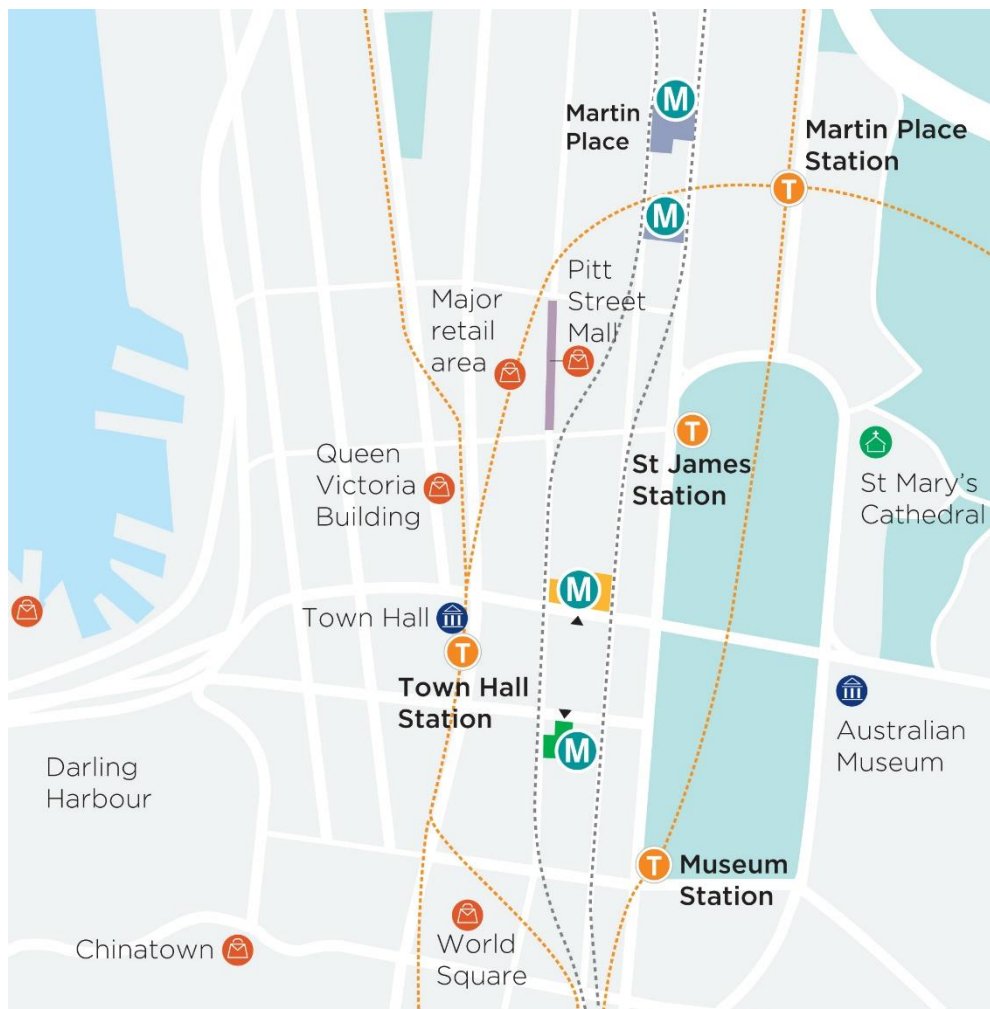 M
Martin
Place
Martin Place
Station
T
M
Pitt
Street
Mall
Major
retail
area
T
St James
Station
Queen
Victoria
Building
St Mary's
Cathedral
M
Town Hall
T
Town Hall
Station
M
Australian
Museum
Darling
Harbour
T
Museum
Station
Chinatown
World
Square